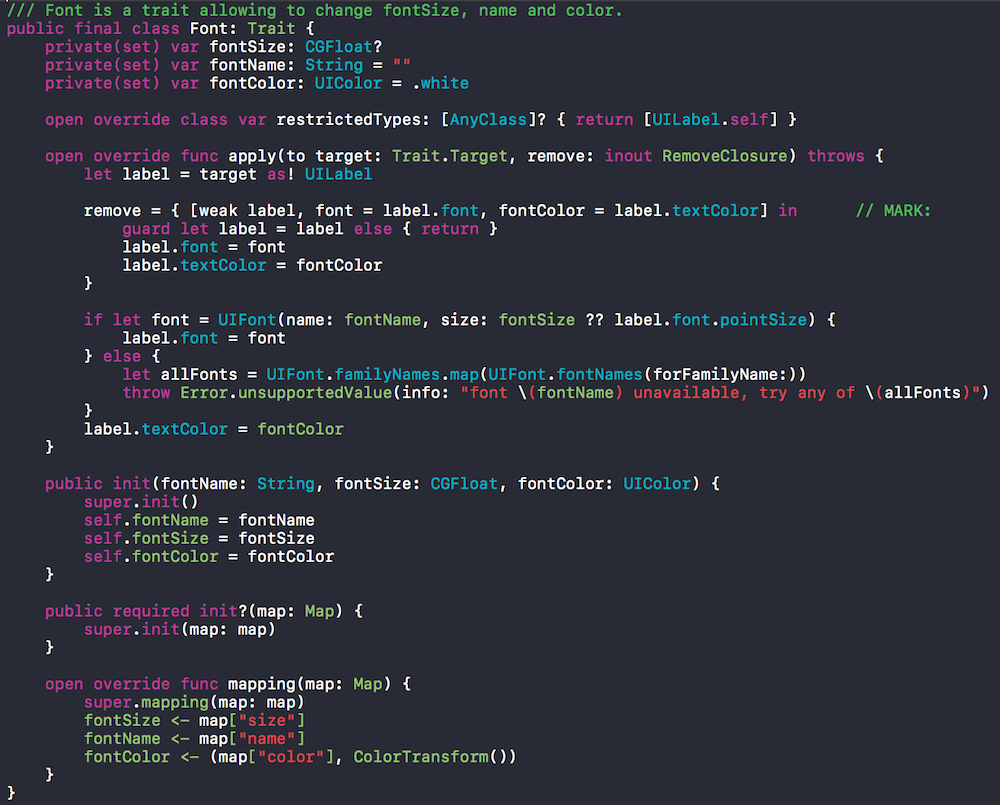 /// Font is a trait allowing to change fontSize, name and color.
public final class Font: Trait {
    private(set) var fontSize: CGFloat?
    private(set) var fontName: String = ""
    private(set) var fontColor: UIColor = .white

    open override class var restrictedTypes: [AnyClass]? { return [UILabel.self] }

    open override func apply(to target: Trait.Target, remove: inout RemoveClosure) throws {
        let label = target as! UILabel

        remove = { [weak label, font = label.font, fontColor = label.textColor] in      // MARK:
            guard let label = label else { return }
            label.font = font
            label.textColor = fontColor
        }

        if let font = UIFont(name: fontName, size: fontSize ?? label.font.pointSize) {
            label.font = font
        } else {
            let allFonts = UIFont.familyNames.map(UIFont.fontNames(forFamilyName:))
            throw Error.unsupportedValue(info: "font \(fontName) unavailable, try any of \(allFonts)")
        }
        label.textColor = fontColor
    }

    public init(fontName: String, fontSize: CGFloat, fontColor: UIColor) {
        super.init()
        self.fontName = fontName
        self.fontSize = fontSize
        self.fontColor = fontColor
    }

    public required init?(map: Map) {
        super.init(map: map)
    }

    open override func mapping(map: Map) {
        super.mapping(map: map)
        fontSize <- map["size"]
        fontName <- map["name"]
        fontColor <- (map["color"], ColorTransform())
    }
}